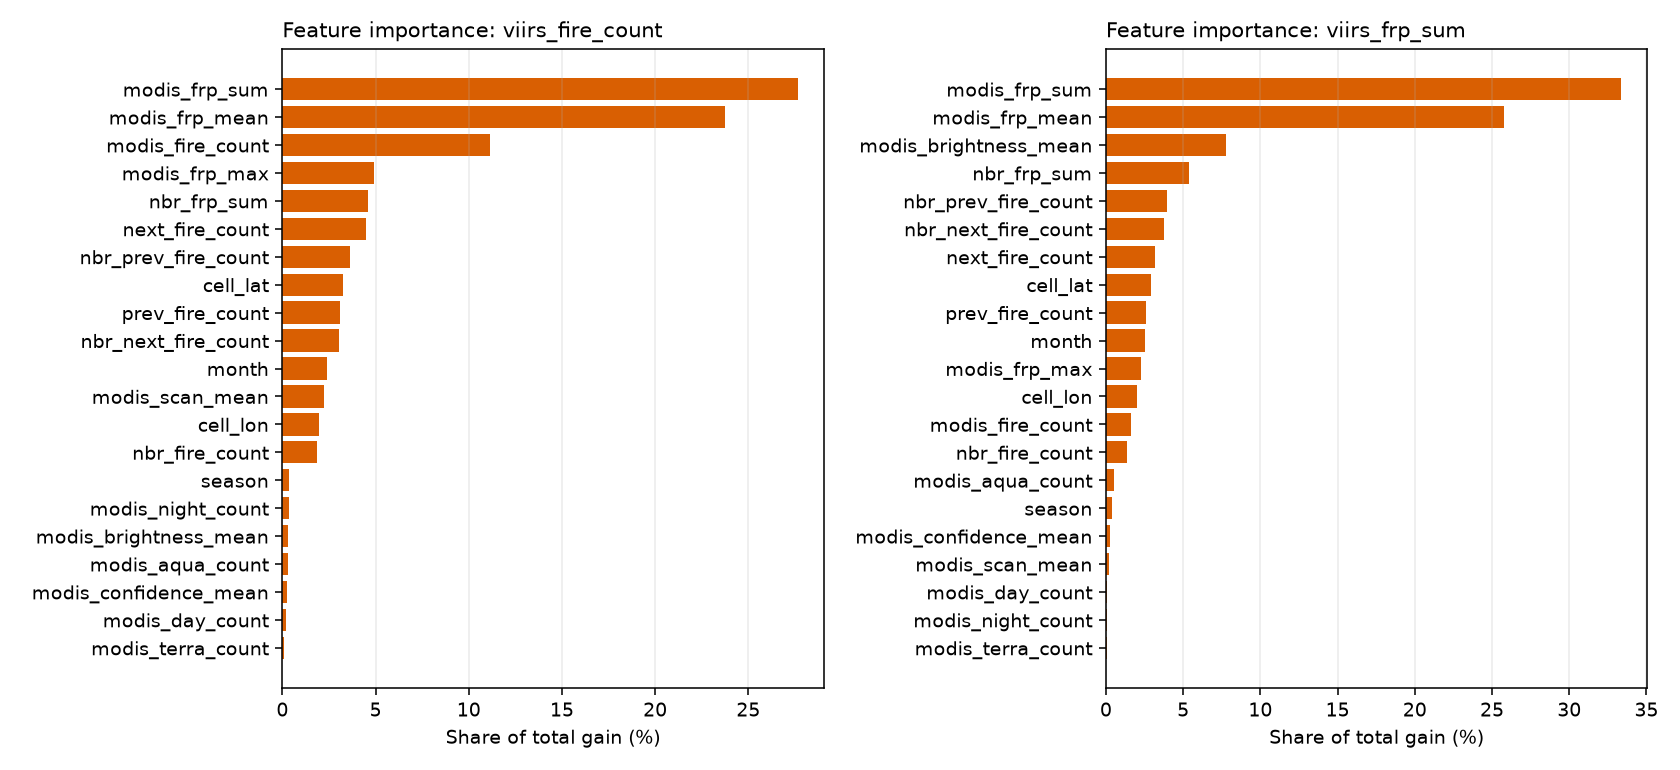 Feature importance: viirs_fire_count
modis_frp_sum
modis_frp_mean
modis_fire_count
modis_frp_max
nbr_frp_sum
next_fire_count
nbr_prev_fire_count
cell_lat
prev_fire_count
nbr_next_fire_count
month
modis_scan_mean
cell_lon
nbr_fire_count
season
modis_night_count
modis_brightness_mean
modis_aqua_count
modis_confidence_mean
modis_day_count
modis_terra_count
0 5 10 15 20 25
Share of total gain (%)
Feature importance: viirs_frp_sum
modis_frp_sum
modis_frp_mean
modis_brightness_mean
nbr_frp_sum
nbr_prev_fire_count
nbr_next_fire_count
next_fire_count
cell_lat
prev_fire_count
month
modis_frp_max
cell_lon
modis_fire_count
nbr_fire_count
modis_aqua_count
season
modis_confidence_mean
modis_scan_mean
modis_day_count
modis_night_count
modis_terra_count
0 5 10 15 20 25 30 35
Share of total gain (%)